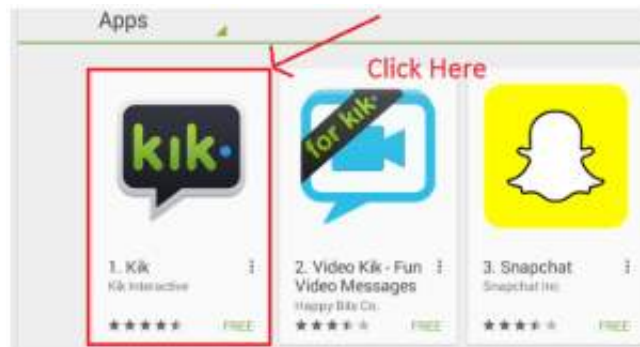 Apps
Click Here
kik
for kik
1. Kik
Kik Interactive
FREE
2. Video Kik - Fun
Video Messages
Happy Bits Co.
FREE
3. Snapchat
Snapchat Inc
FREE